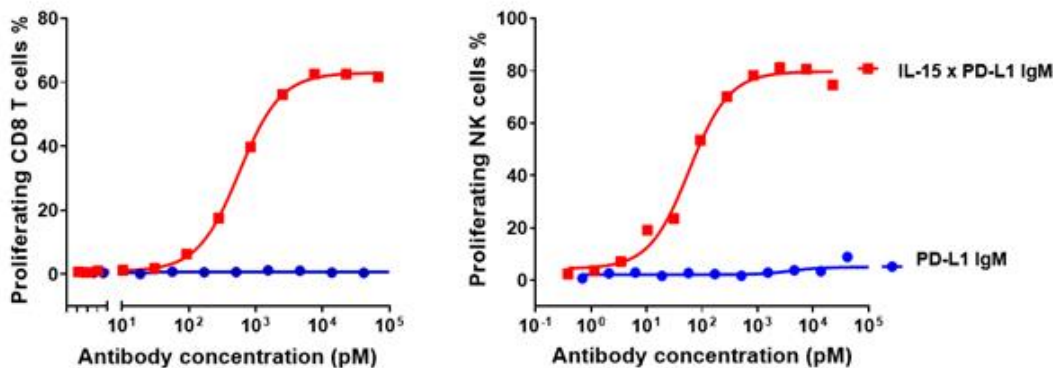 Proliferating CD8 T cells %
80
60
40
20
0
10¹ 10² 10³ 10⁴ 10⁵
Antibody concentration (pM)
Proliferating NK cells %
100
80
60
40
20
0
10⁻¹ 10⁰ 10¹ 10² 10³ 10⁴ 10⁵
Antibody concentration (pM)
IL-15 x PD-L1 IgM
PD-L1 IgM